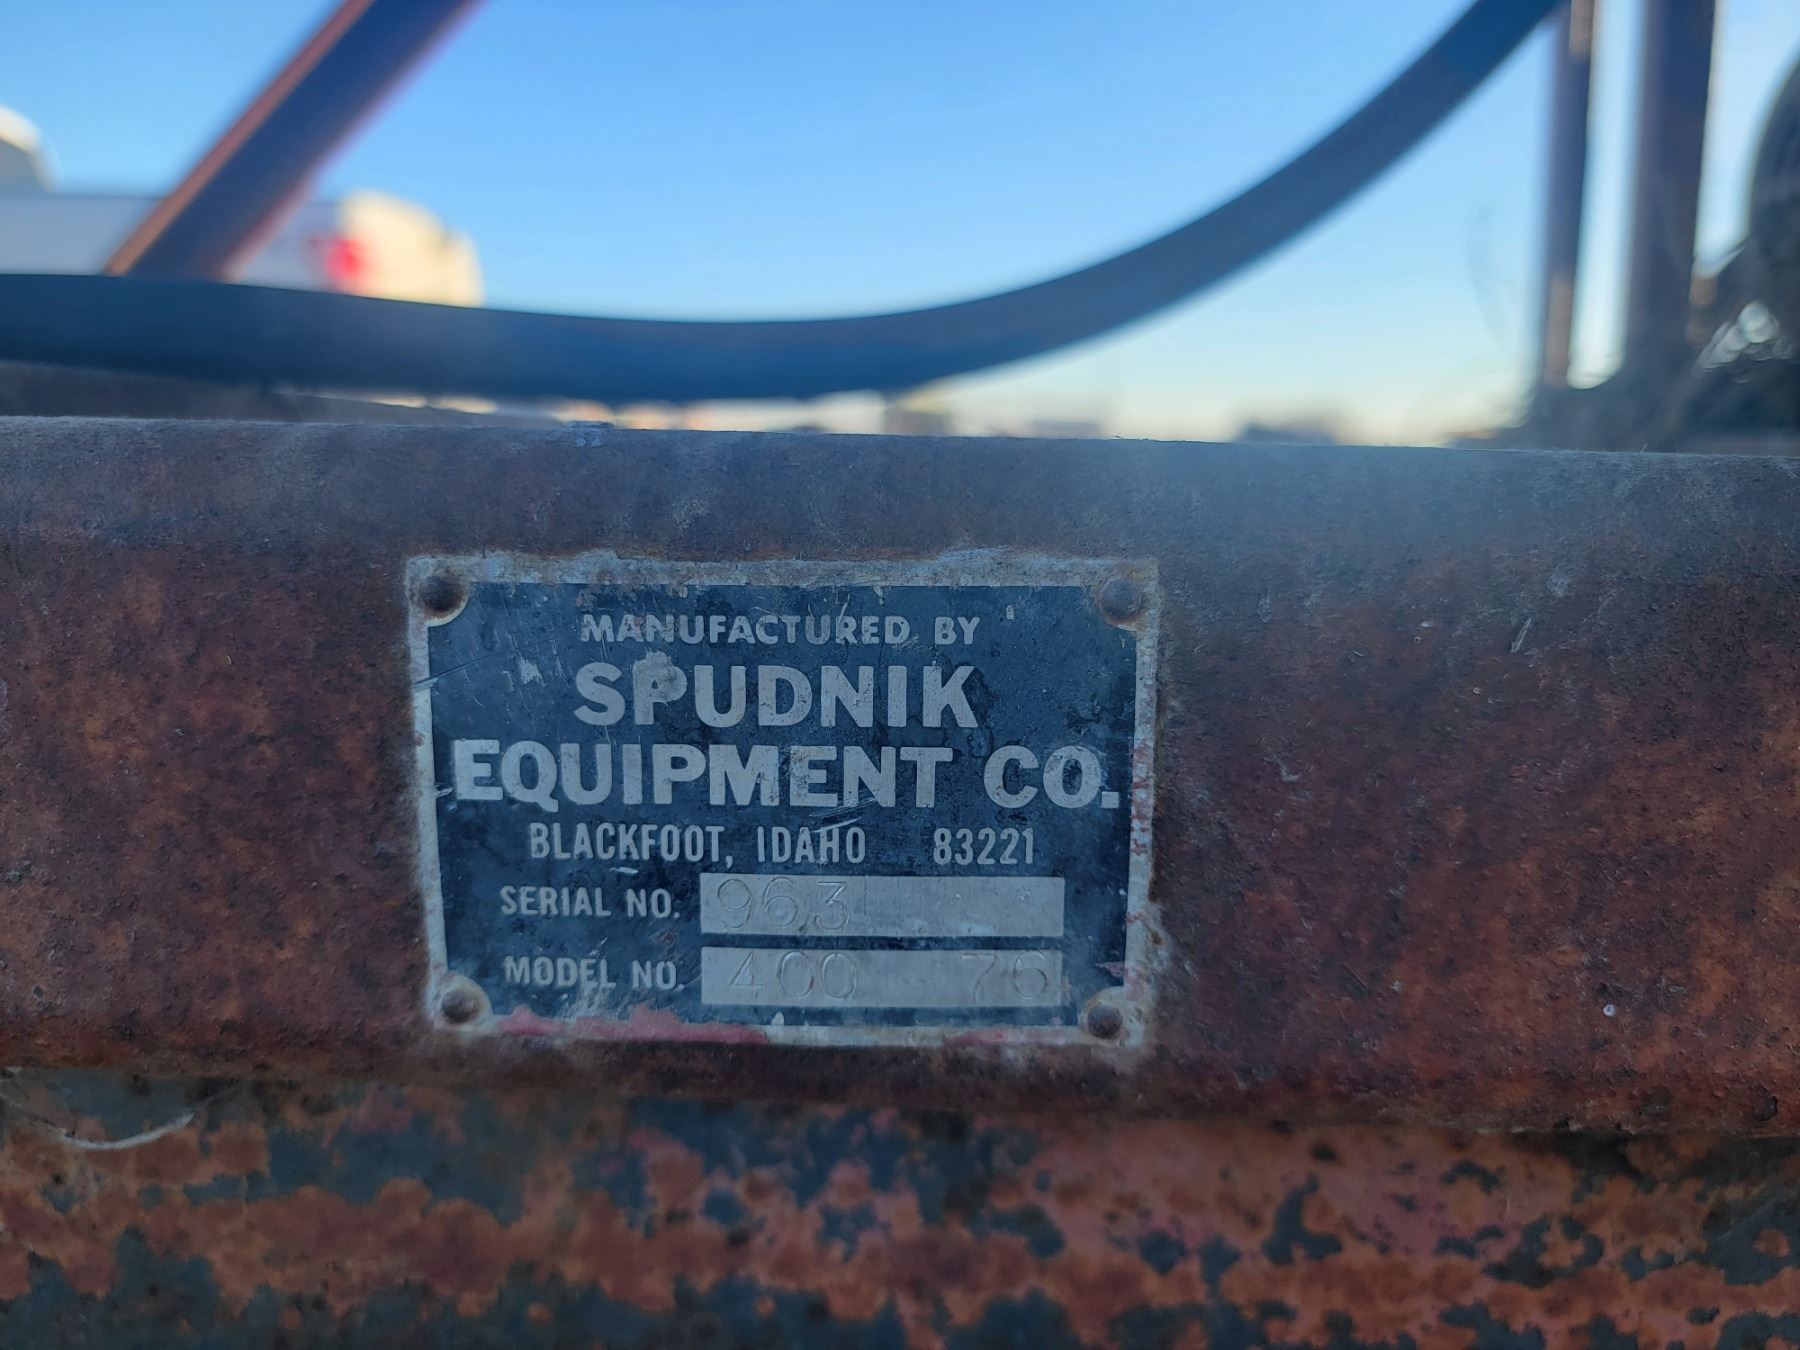 MANUFACTURED BY
SPUDNIK
EQUIPMENT CO.
BLACKFOOT, IDAHO 83221
SERIAL NO. 963
MODEL NO. 400 76